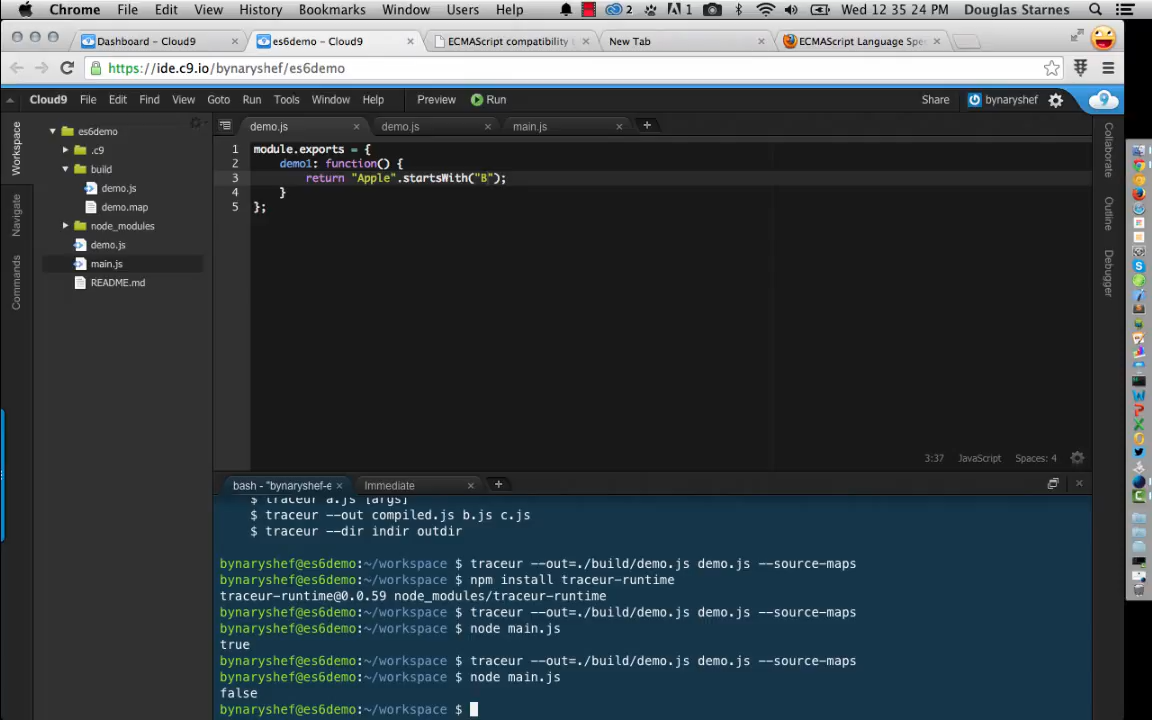 Chrome File Edit View History Bookmarks Window Users Help 2 1 Wed 12 35 24 PM Douglas Starnes
Dashboard - Cloud9 es6demo - Cloud9 ECMAScript compatibility New Tab ECMAScript Language Spe
https://ide.c9.io/bynaryshef/es6demo
Cloud9 File Edit Find View Goto Run Tools Window Help Preview Run Share bynaryshef
demo.js demo.js main.js
Workspace
Navigate
Commands
es6demo
.c9
build
demo.js
demo.map
node_modules
demo.js
main.js
README.md
1 module.exports = {
2 demo1: function() {
3 return "Apple".startsWith("B");
4 }
5 };
Collaborate
Outline
Debugger
3:37 JavaScript Spaces: 4
bash - "bynaryshef-e Immediate
$ traceur a.js [args]
$ traceur --out compiled.js b.js c.js
$ traceur --dir indir outdir
bynaryshef@es6demo:~/workspace $ traceur --out=./build/demo.js demo.js --source-maps
bynaryshef@es6demo:~/workspace $ npm install traceur-runtime
traceur-runtime@0.0.59 node_modules/traceur-runtime
bynaryshef@es6demo:~/workspace $ traceur --out=./build/demo.js demo.js --source-maps
bynaryshef@es6demo:~/workspace $ node main.js
true
bynaryshef@es6demo:~/workspace $ traceur --out=./build/demo.js demo.js --source-maps
bynaryshef@es6demo:~/workspace $ node main.js
false
bynaryshef@es6demo:~/workspace $